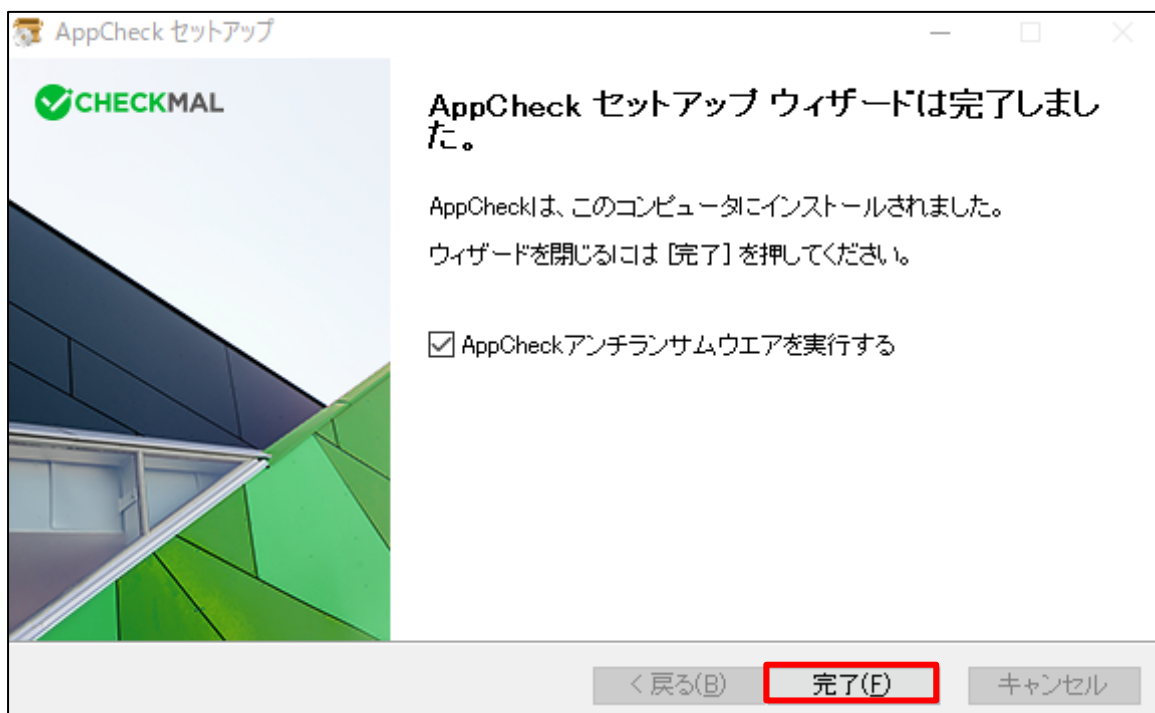 AppCheck セットアップ
CHECKMAL
AppCheck セットアップ ウィザードは完了しまし
た。
AppCheckは、このコンピュータにインストールされました。
ウィザードを閉じるには [完了] を押してください。
AppCheckアンチランサムウエアを実行する
< 戻る(B)
完了(F)
キャンセル